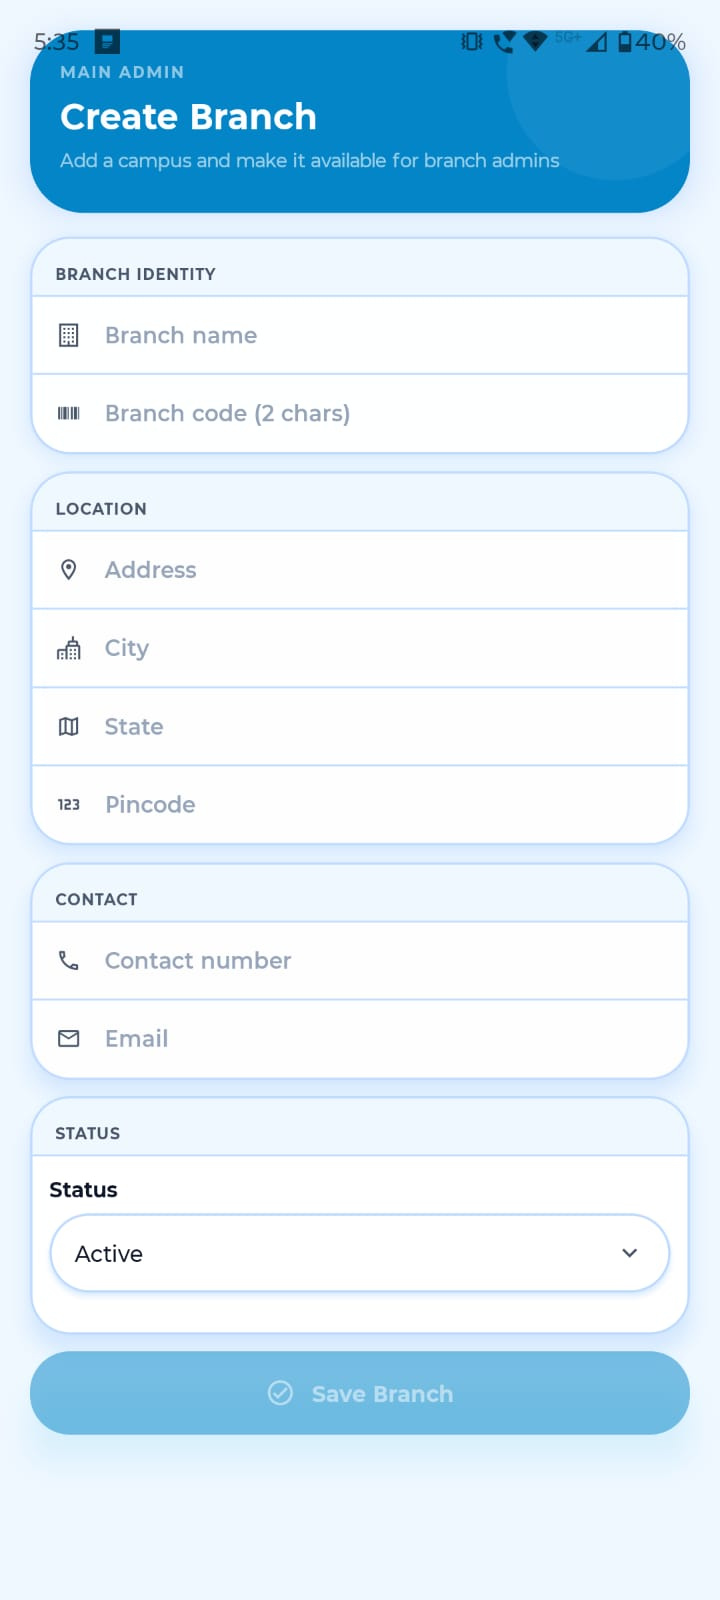 5:35 5G+ 40%
MAIN ADMIN
Create Branch
Add a campus and make it available for branch admins
BRANCH IDENTITY
Branch name
Branch code (2 chars)
LOCATION
Address
City
State
123 Pincode
CONTACT
Contact number
Email
STATUS
Status
Active
Save Branch